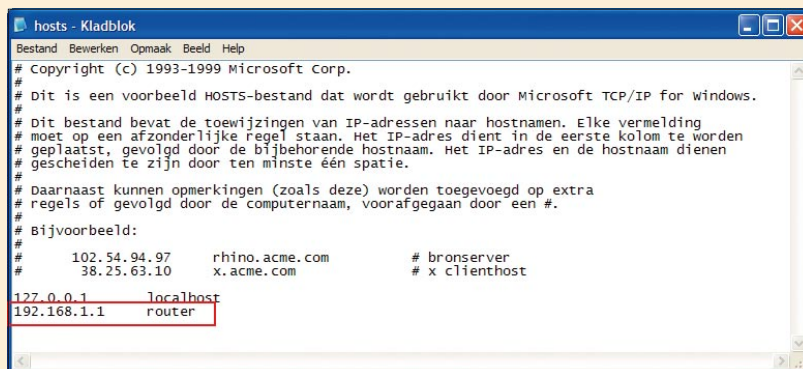 hosts - Kladblok
Bestand Bewerken Opmaak Beeld Help
# Copyright (c) 1993-1999 Microsoft Corp.
#
# Dit is een voorbeeld HOSTS-bestand dat wordt gebruikt door Microsoft TCP/IP for Windows.
#
# Dit bestand bevat de toewijzingen van IP-adressen naar hostnamen. Elke vermelding
# moet op een afzonderlijke regel staan. Het IP-adres dient in de eerste kolom te worden
# geplaatst, gevolgd door de bijbehorende hostnaam. Het IP-adres en de hostnaam dienen
# gescheiden te zijn door ten minste één spatie.
#
# Daarnaast kunnen opmerkingen (zoals deze) worden toegevoegd op extra
# regels of gevolgd door de computernaam, voorafgegaan door een #.
#
# Bijvoorbeeld:
#
# 102.54.94.97 rhino.acme.com # bronserver
# 38.25.63.10 x.acme.com # x clienthost
127.0.0.1 localhost
192.168.1.1 router